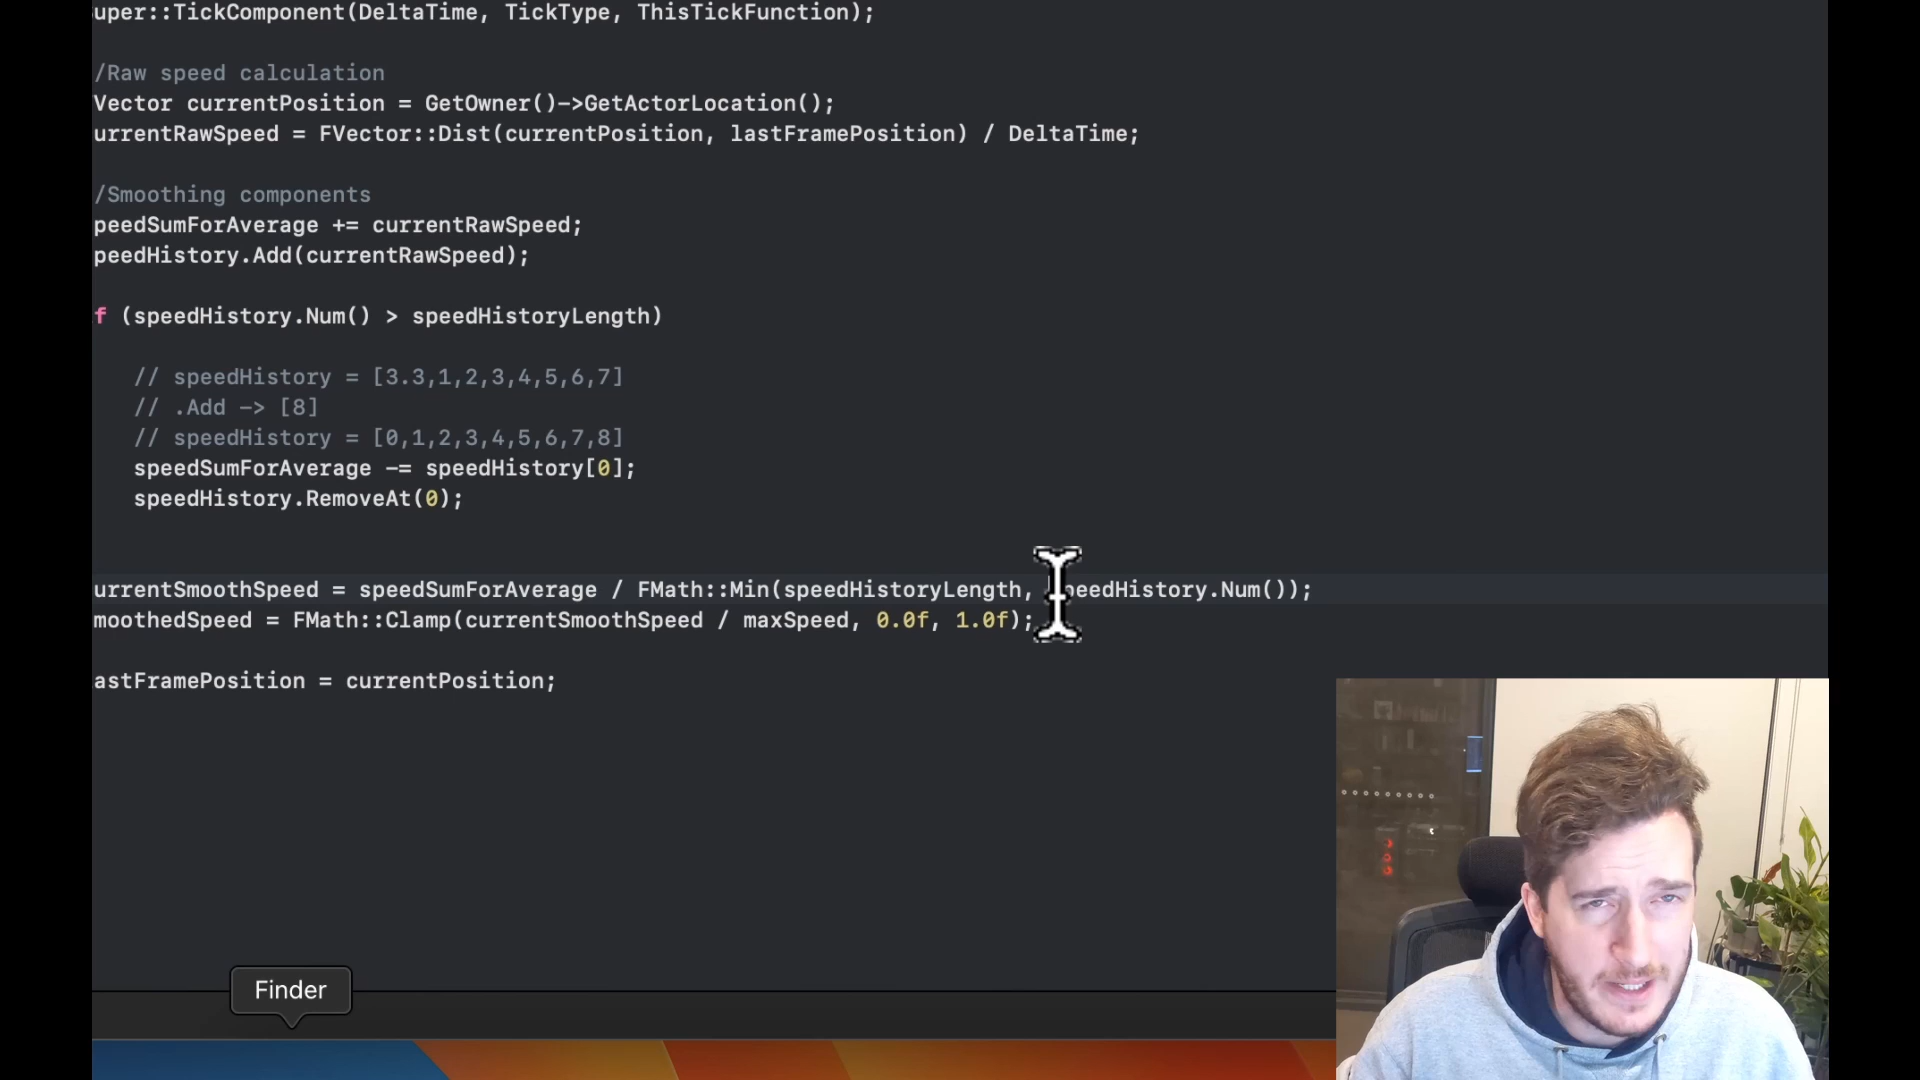 uper::TickComponent(DeltaTime, TickType, ThisTickFunction);
/Raw speed calculation
Vector currentPosition = GetOwner()->GetActorLocation();
urrentRawSpeed = FVector::Dist(currentPosition, lastFramePosition) / DeltaTime;
/Smoothing components
peedSumForAverage += currentRawSpeed;
peedHistory.Add(currentRawSpeed);
f (speedHistory.Num() > speedHistoryLength)
// speedHistory = [3.3,1,2,3,4,5,6,7]
// .Add -> [8]
// speedHistory = [0,1,2,3,4,5,6,7,8]
speedSumForAverage -= speedHistory[0];
speedHistory.RemoveAt(0);
urrentSmoothSpeed = speedSumForAverage / FMath::Min(speedHistoryLength, peedHistory.Num());
moothedSpeed = FMath::Clamp(currentSmoothSpeed / maxSpeed, 0.0f, 1.0f);
astFramePosition = currentPosition;
Finder